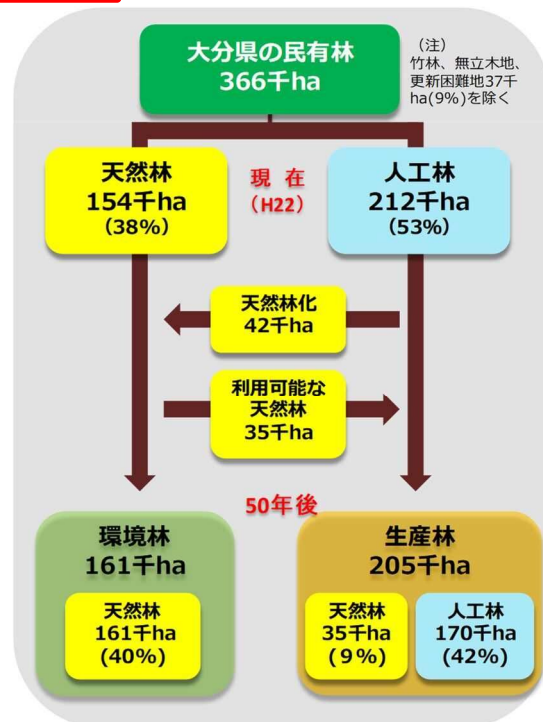 大分県の民有林
366千ha
(注)
竹林、無立木地、
更新困難地37千
ha(9%)を除く
天然林
154千ha
(38%)
現 在
(H22)
人工林
212千ha
(53%)
天然林化
42千ha
利用可能な
天然林
35千ha
50年後
環境林
161千ha
天然林
161千ha
(40%)
生産林
205千ha
天然林
35千ha
(9%)
人工林
170千ha
(42%)